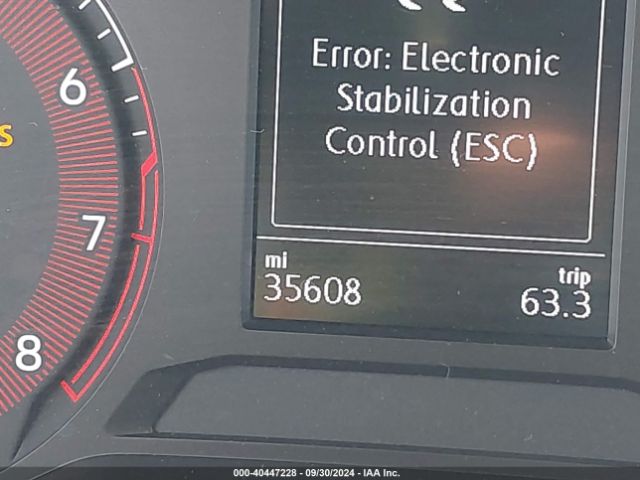 Error: Electronic
Stabilization
Control (ESC)
6
7
8
mi
35608
trip
63.3
000-40447228 - 09/30/2024 - IAA Inc.